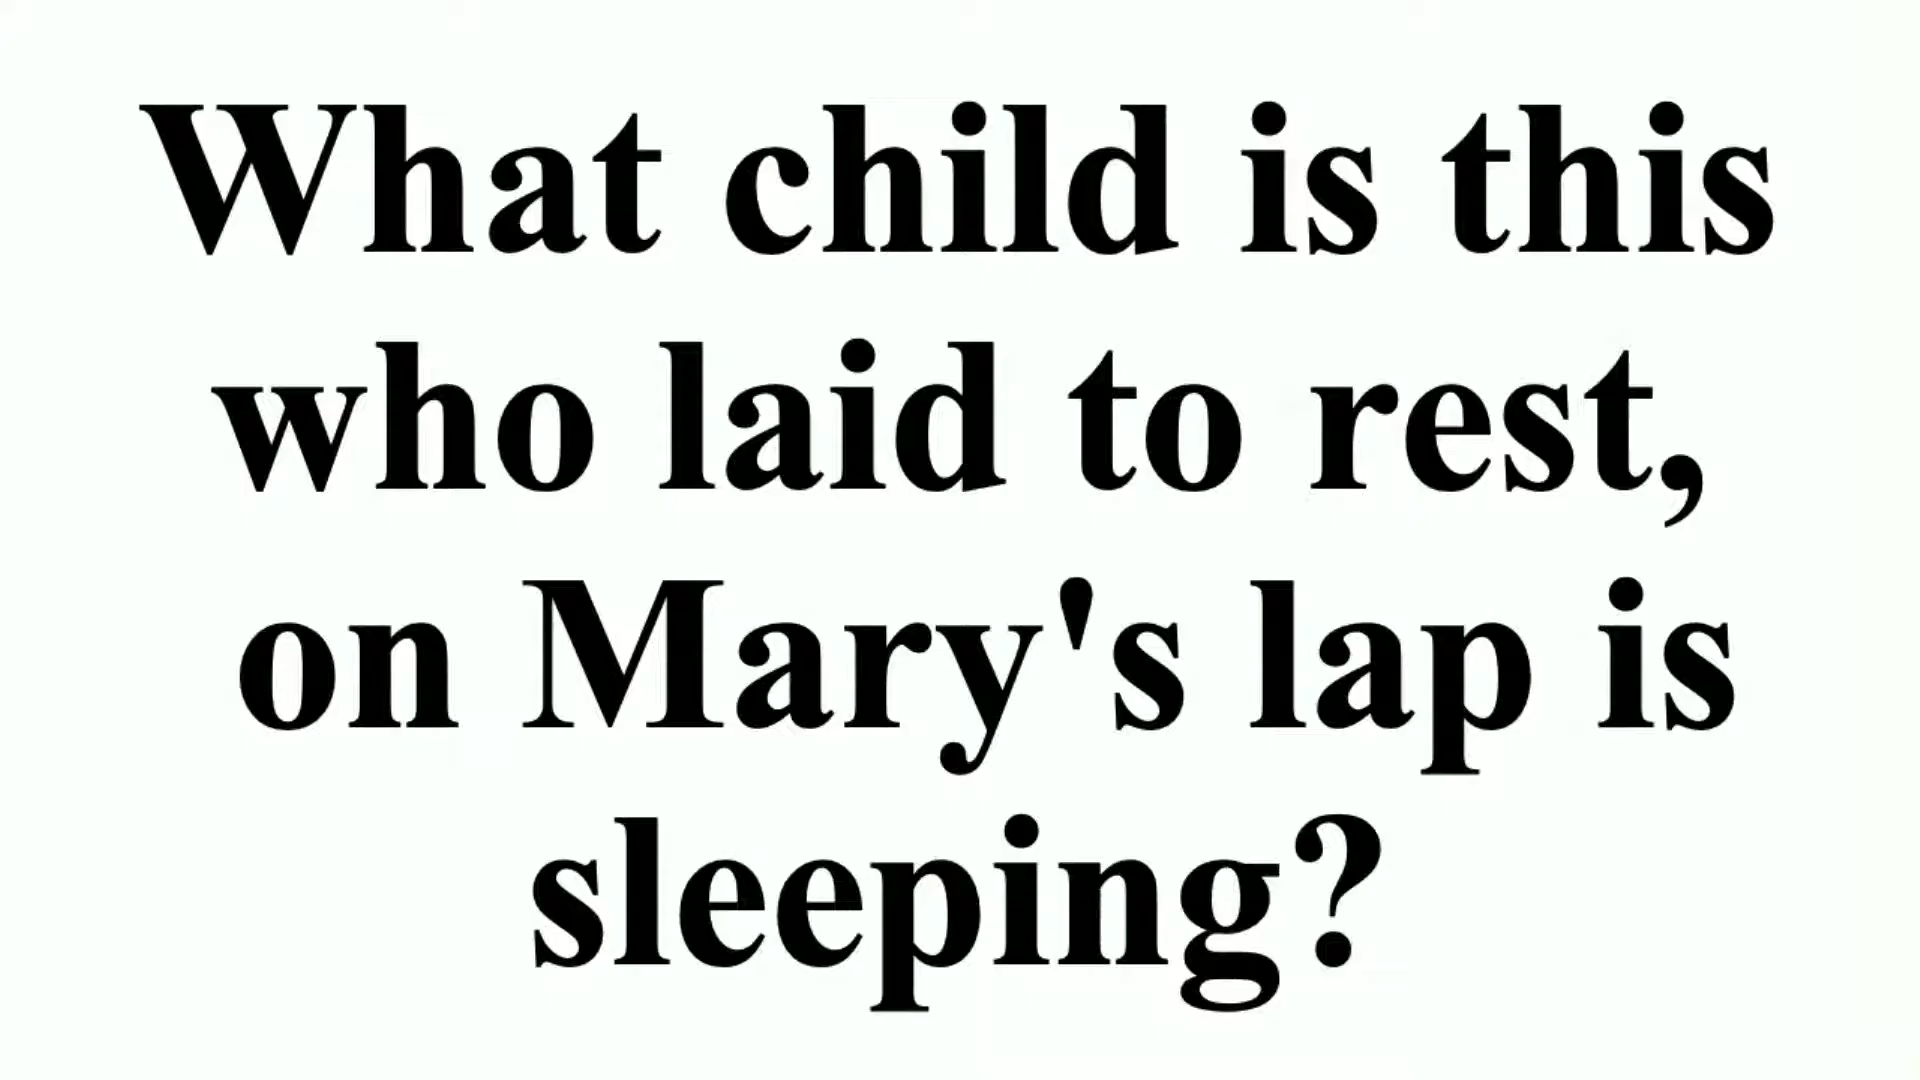 What child is this
who laid to rest,
on Mary's lap is
sleeping?